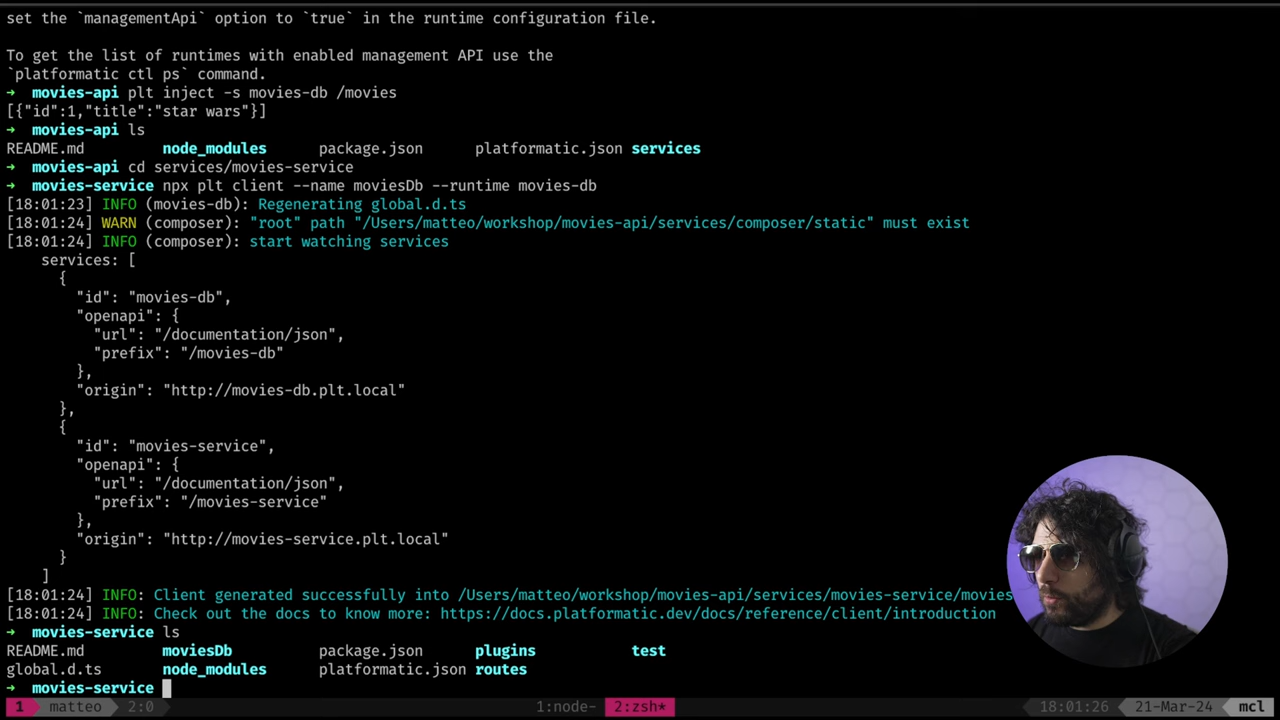 set the `managementApi` option to `true` in the runtime configuration file.
To get the list of runtimes with enabled management API use the
`platformatic ctl ps` command.
→ movies-api plt inject -s movies-db /movies
[{"id":1,"title":"star wars"}]
→ movies-api ls
README.md node_modules package.json platformatic.json services
→ movies-api cd services/movies-service
→ movies-service npx plt client --name moviesDb --runtime movies-db
[18:01:23] INFO (movies-db): Regenerating global.d.ts
[18:01:24] WARN (composer): "root" path "/Users/matteo/workshop/movies-api/services/composer/static" must exist
[18:01:24] INFO (composer): start watching services
services: [
{
"id": "movies-db",
"openapi": {
"url": "/documentation/json",
"prefix": "/movies-db"
},
"origin": "http://movies-db.plt.local"
},
{
"id": "movies-service",
"openapi": {
"url": "/documentation/json",
"prefix": "/movies-service"
},
"origin": "http://movies-service.plt.local"
}
]
[18:01:24] INFO: Client generated successfully into /Users/matteo/workshop/movies-api/services/movies-service/movies
[18:01:24] INFO: Check out the docs to know more: https://docs.platformatic.dev/docs/reference/client/introduction
→ movies-service ls
README.md moviesDb package.json plugins test
global.d.ts node_modules platformatic.json routes
→ movies-service
1 matteo 2:0 1:node- 2:zsh* 18:01:26 21-Mar-24 mcl